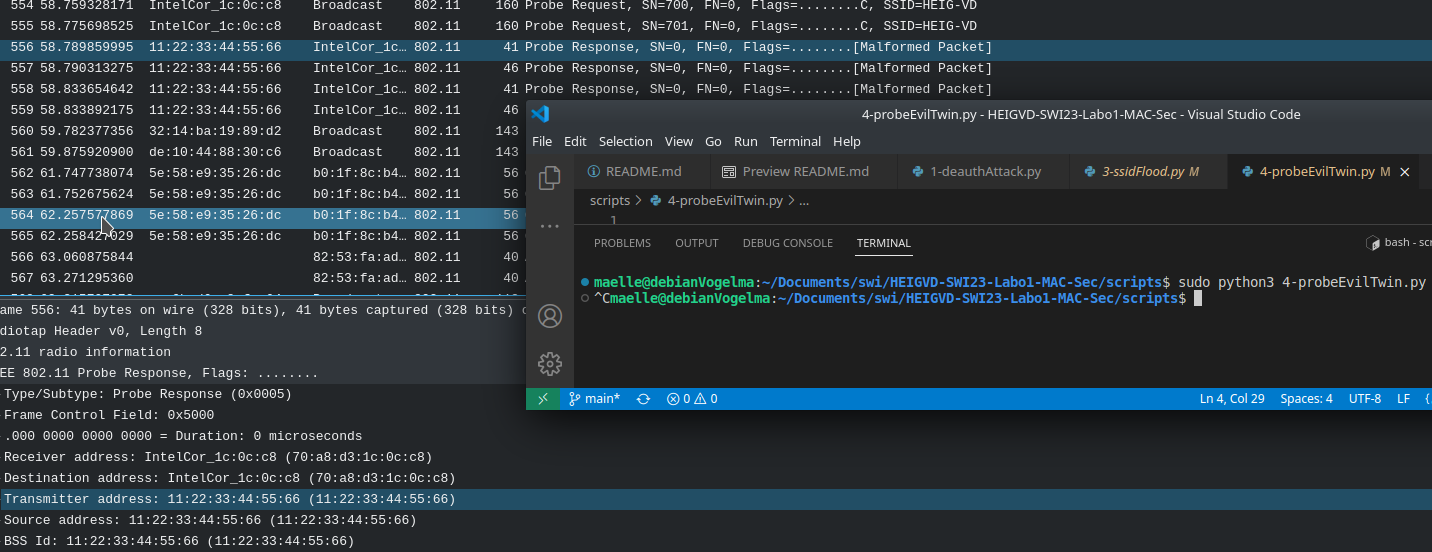 554 58.759328171 IntelCor_1c:0c:c8 Broadcast 802.11 160 Probe Request, SN=700, FN=0, Flags=........C, SSID=HEIG-VD
555 58.775698525 IntelCor_1c:0c:c8 Broadcast 802.11 160 Probe Request, SN=701, FN=0, Flags=........C, SSID=HEIG-VD
556 58.789859995 11:22:33:44:55:66 IntelCor_1c… 802.11 41 Probe Response, SN=0, FN=0, Flags=........[Malformed Packet]
557 58.790313275 11:22:33:44:55:66 IntelCor_1c… 802.11 46 Probe Response, SN=0, FN=0, Flags=........[Malformed Packet]
558 58.833654642 11:22:33:44:55:66 IntelCor_1c… 802.11 41 Probe Response, SN=0, FN=0, Flags=........[Malformed Packet]
559 58.833892175 11:22:33:44:55:66 IntelCor_1c… 802.11 46
560 59.782377356 32:14:ba:19:89:d2 Broadcast 802.11 143
561 59.875920900 de:10:44:88:30:c6 Broadcast 802.11 143
562 61.747738074 5e:58:e9:35:26:dc b0:1f:8c:b4… 802.11 56
563 61.752675624 5e:58:e9:35:26:dc b0:1f:8c:b4… 802.11 56
564 62.257577869 5e:58:e9:35:26:dc b0:1f:8c:b4… 802.11 56
565 62.258427029 5e:58:e9:35:26:dc b0:1f:8c:b4… 802.11 56
566 63.060875844 82:53:fa:ad… 802.11 40
567 63.271295360 82:53:fa:ad… 802.11 40
ame 556: 41 bytes on wire (328 bits), 41 bytes captured (328 bits)
diotap Header v0, Length 8
2.11 radio information
EE 802.11 Probe Response, Flags: ........
Type/Subtype: Probe Response (0x0005)
Frame Control Field: 0x5000
.000 0000 0000 0000 = Duration: 0 microseconds
Receiver address: IntelCor_1c:0c:c8 (70:a8:d3:1c:0c:c8)
Destination address: IntelCor_1c:0c:c8 (70:a8:d3:1c:0c:c8)
Transmitter address: 11:22:33:44:55:66 (11:22:33:44:55:66)
Source address: 11:22:33:44:55:66 (11:22:33:44:55:66)
BSS Id: 11:22:33:44:55:66 (11:22:33:44:55:66)
4-probeEvilTwin.py - HEIGVD-SWI23-Labo1-MAC-Sec - Visual Studio Code
File Edit Selection View Go Run Terminal Help
README.md Preview README.md 1-deauthAttack.py 3-ssidFlood.py M 4-probeEvilTwin.py M
scripts > 4-probeEvilTwin.py > ...
1
PROBLEMS OUTPUT DEBUG CONSOLE TERMINAL bash - scr
maelle@debianVogelma:~/Documents/swi/HEIGVD-SWI23-Labo1-MAC-Sec/scripts$ sudo python3 4-probeEvilTwin.py
^Cmaelle@debianVogelma:~/Documents/swi/HEIGVD-SWI23-Labo1-MAC-Sec/scripts$
main* 0 0 Ln 4, Col 29 Spaces: 4 UTF-8 LF {